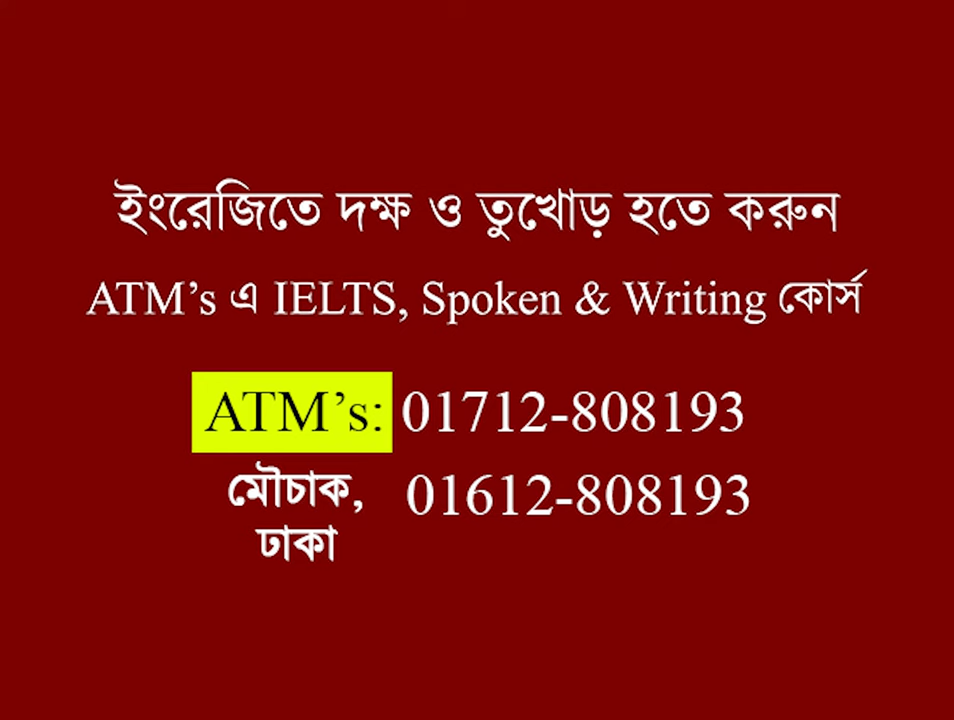 ইংরেজিতে দক্ষ ও তুখোড় হতে করুন
ATM’s এ IELTS, Spoken & Writing কোর্স
ATM’s: 01712-808193
মৌচাক, 01612-808193
ঢাকা